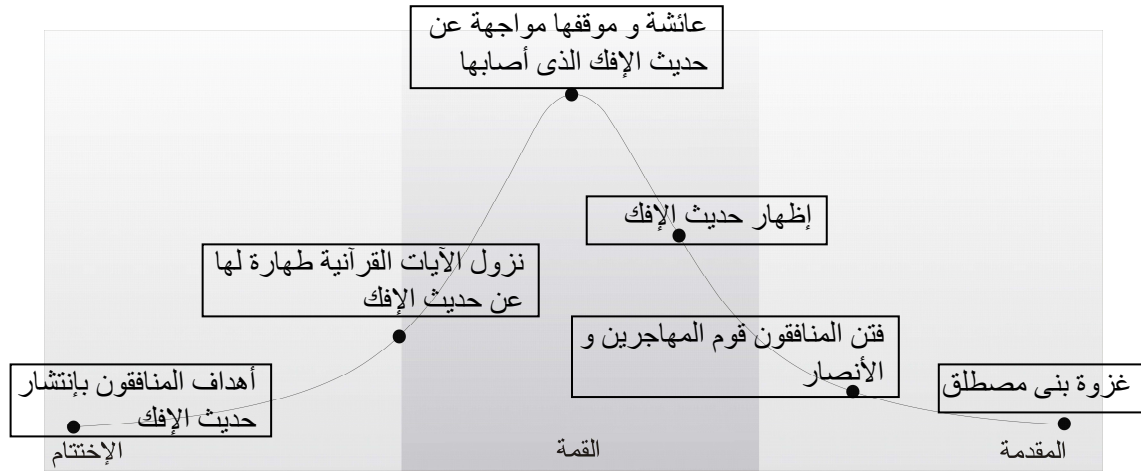 عائشة و موقفها مواجهة عن
حديث الإفك الذى أصابها
إظهار حديث الإفك
نزول الآيات القرآنية طهارة لها
عن حديث الإفك
فتن المنافقون قوم المهاجرين و
الأنصار
غزوة بنى مصطلق
أهداف المنافقون بإنتشار
حديث الإفك
المقدمة
القمة
الإختتام